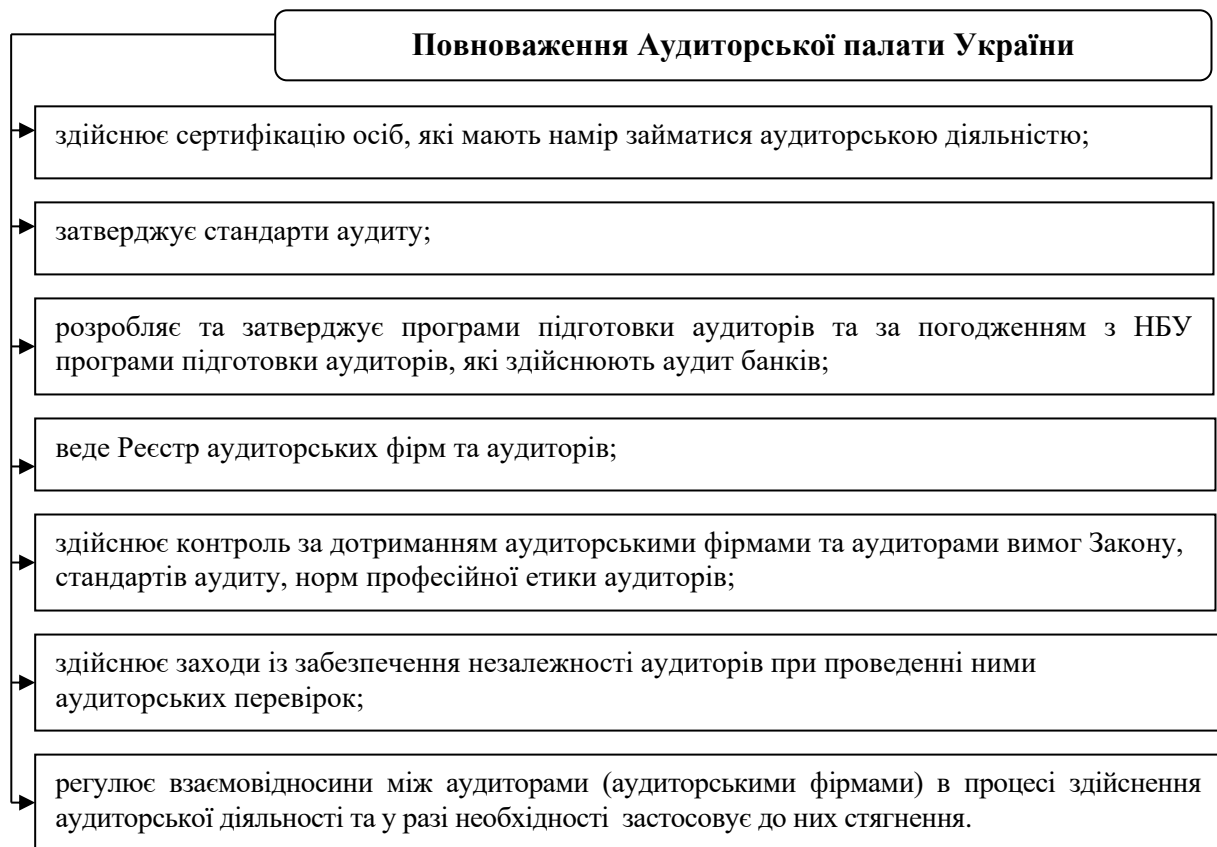 Повноваження Аудиторської палати України
здійснює сертифікацію осіб, які мають намір займатися аудиторською діяльністю;
затверджує стандарти аудиту;
розробляє та затверджує програми підготовки аудиторів та за погодженням з НБУ
програми підготовки аудиторів, які здійснюють аудит банків;
веде Реєстр аудиторських фірм та аудиторів;
здійснює контроль за дотриманням аудиторськими фірмами та аудиторами вимог Закону,
стандартів аудиту, норм професійної етики аудиторів;
здійснює заходи із забезпечення незалежності аудиторів при проведенні ними
аудиторських перевірок;
регулює взаємовідносини між аудиторами (аудиторськими фірмами) в процесі здійснення
аудиторської діяльності та у разі необхідності застосовує до них стягнення.